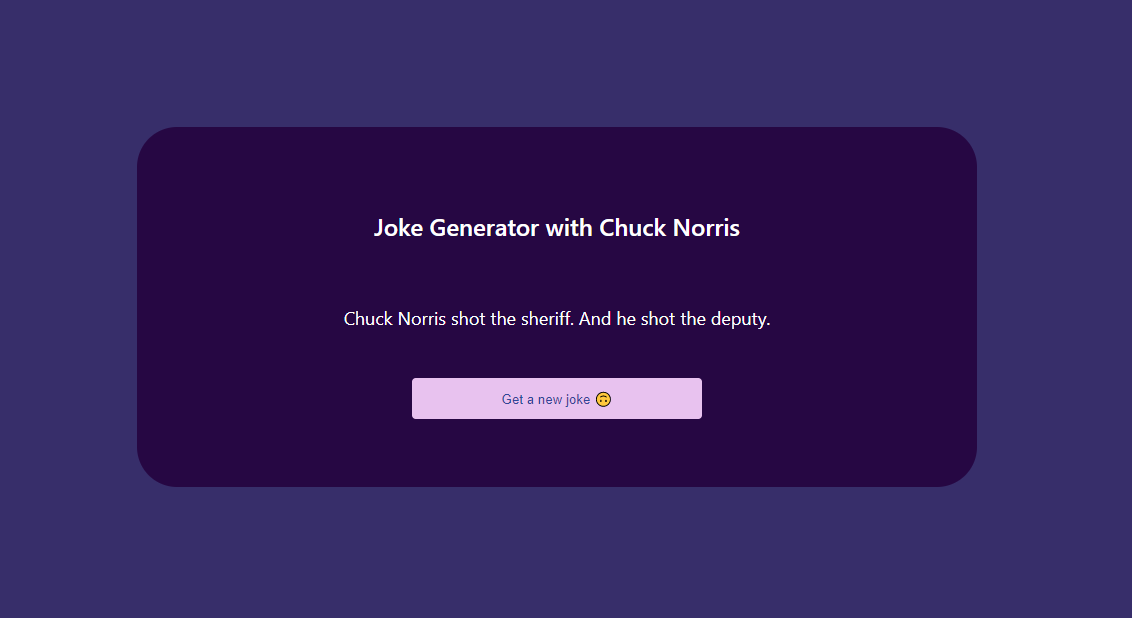 Joke Generator with Chuck Norris
Chuck Norris shot the sheriff. And he shot the deputy.
Get a new joke 🙃